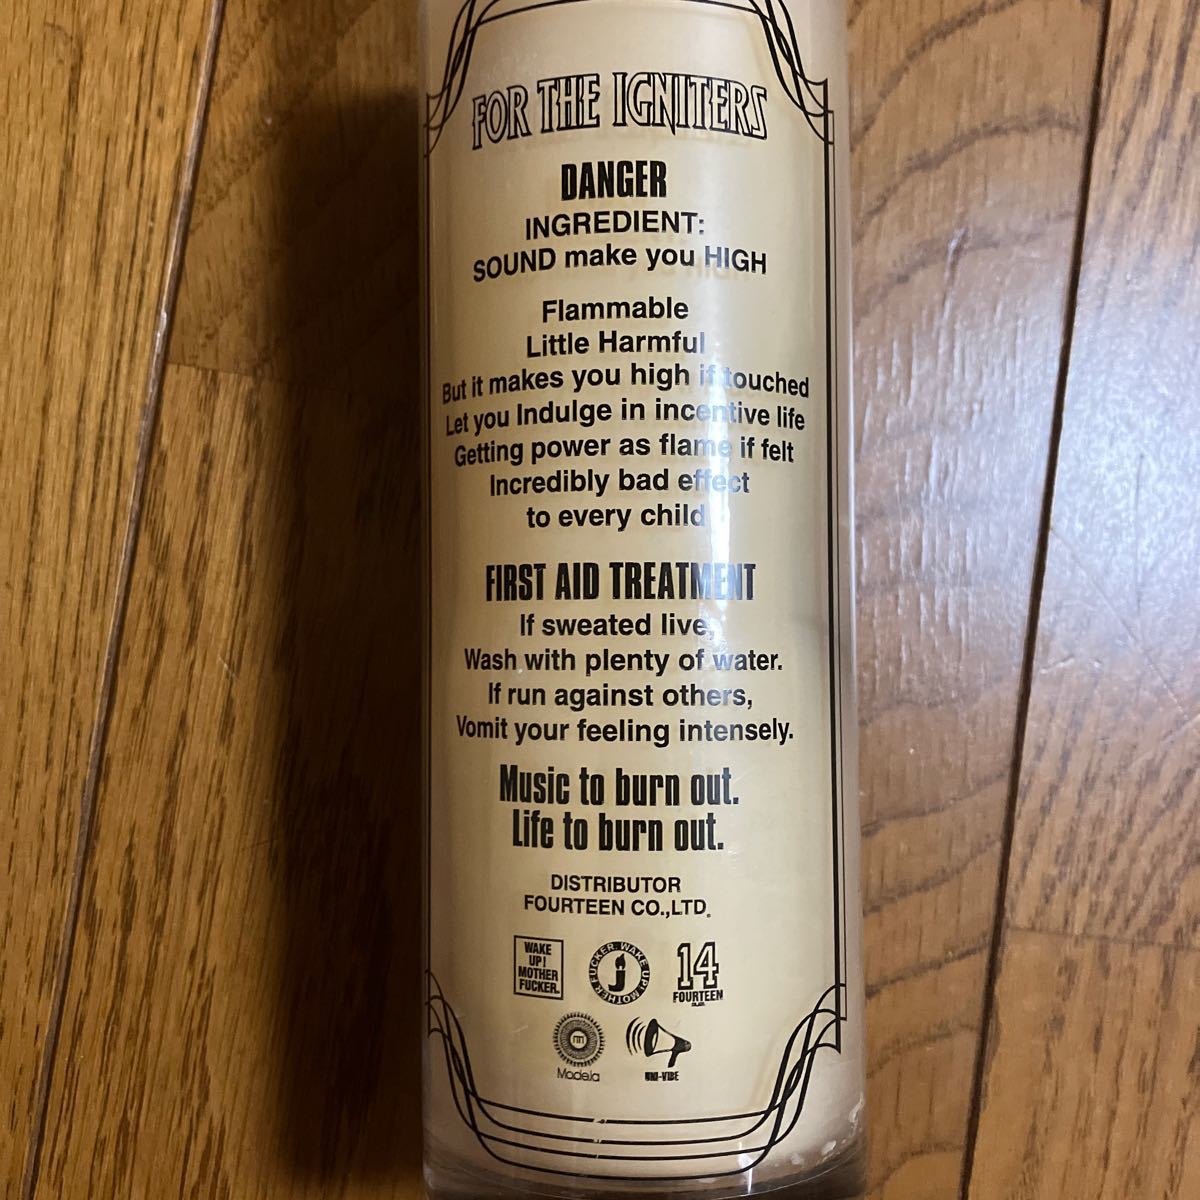 FOR THE IGNITERS
DANGER
INGREDIENT:
SOUND make you HIGH
Flammable
Little Harmful
But it makes you high if touched
Let you Indulge in incentive life
Getting power as flame if felt
Incredibly bad effect
to every child
FIRST AID TREATMENT
If sweated live,
Wash with plenty of water.
If run against others,
Vomit your feeling intensely.
Music to burn out.
Life to burn out.
DISTRIBUTOR
FOURTEEN CO.,LTD.
WAKE
UP!
MOTHER
FUCKER.
WAKE UP! MOTHER FUCKER.
14
FOURTEEN
Modela
UNI-VIBE